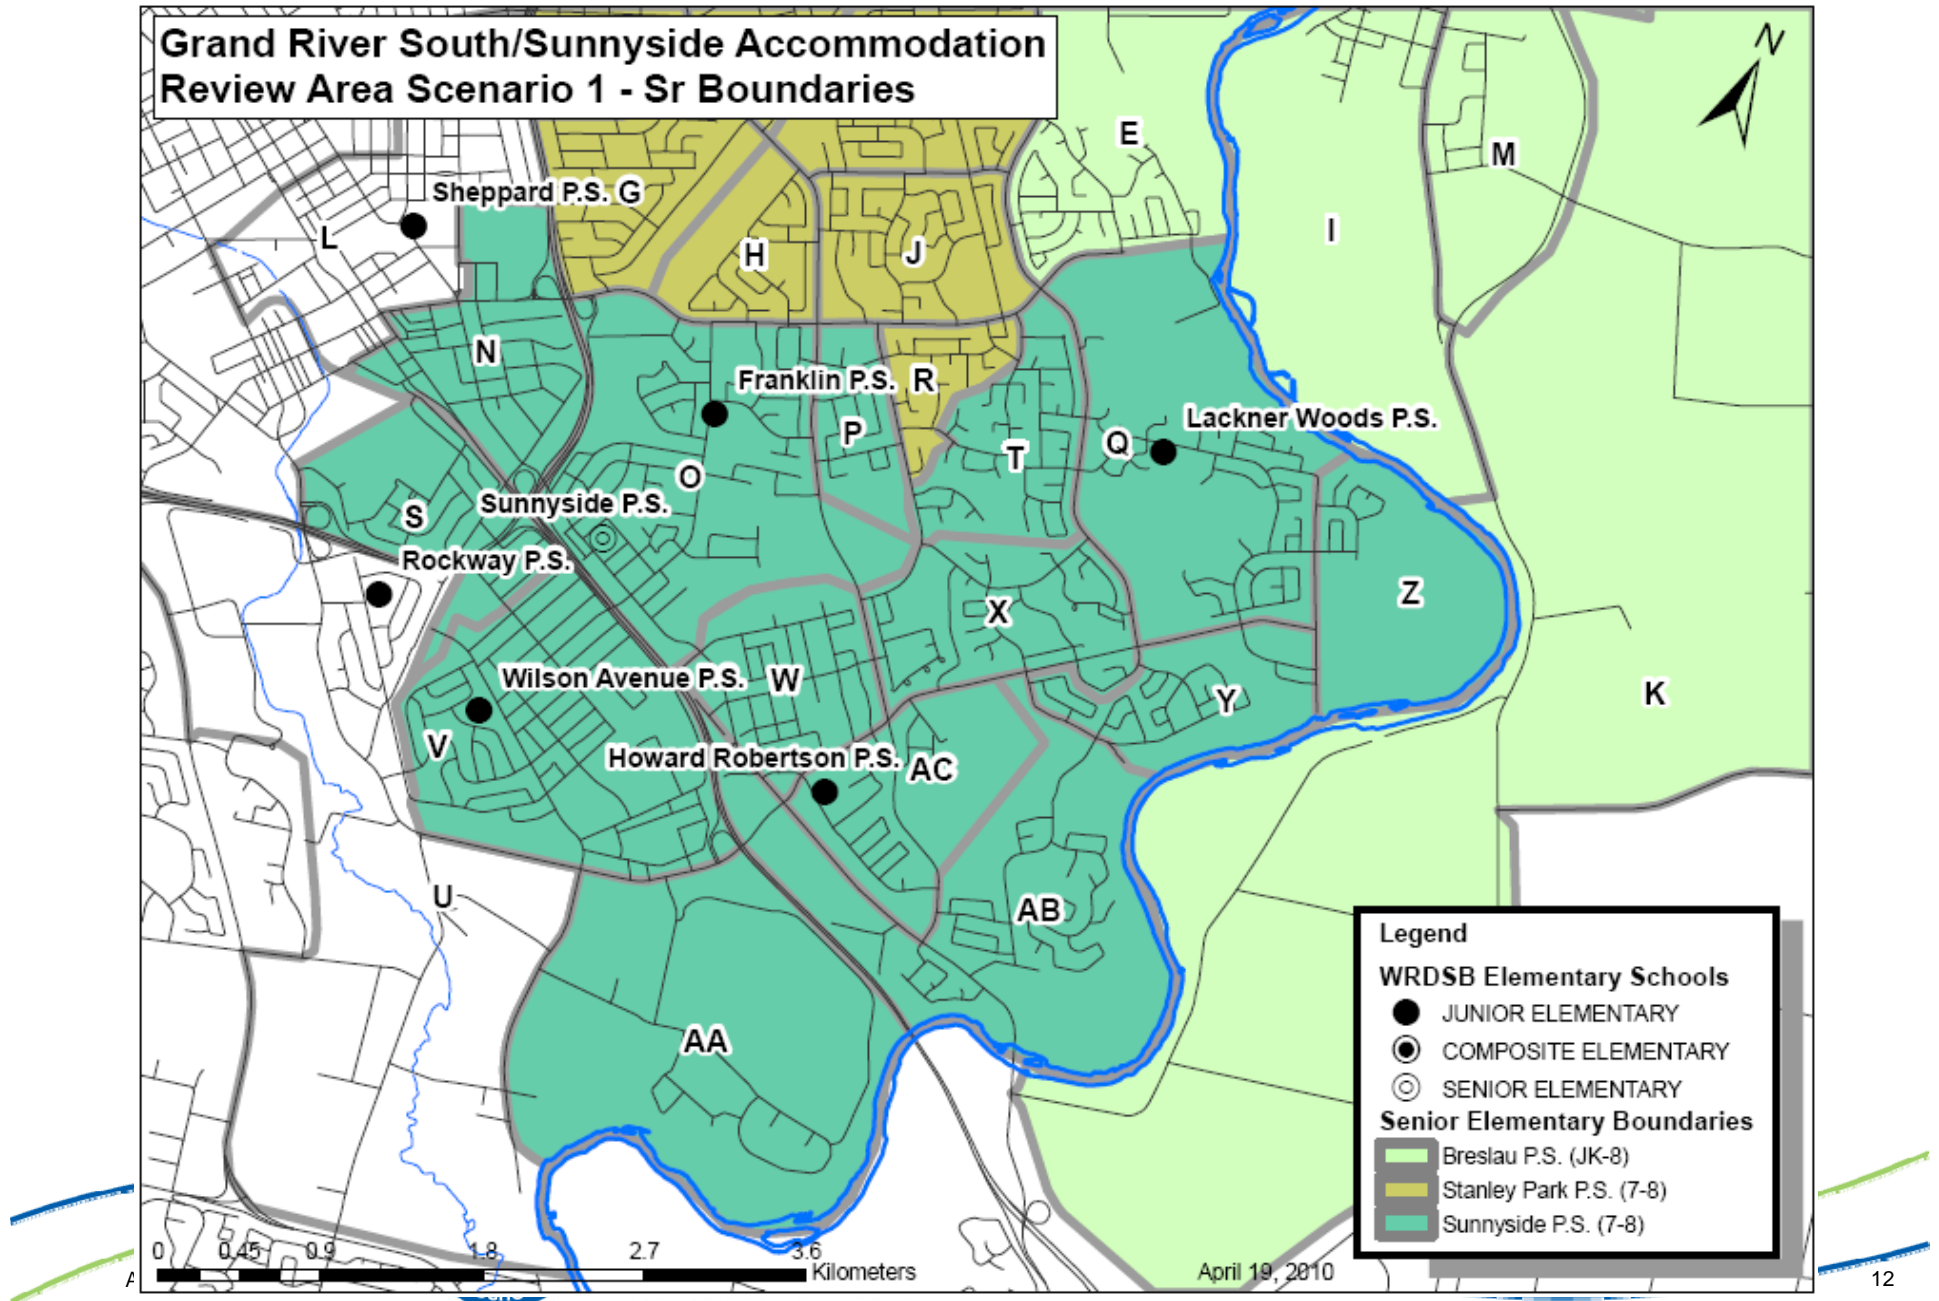 Grand River South/Sunnyside Accommodation
Review Area Scenario 1 - Sr Boundaries
N
E
M
Sheppard P.S.
G
L
I
H
J
N
Franklin P.S.
R
Lackner Woods P.S.
P
Q
T
O
Sunnyside P.S.
S
Rockway P.S.
Z
X
Wilson Avenue P.S.
W
Y
K
V
Howard Robertson P.S.
AC
U
AB
AA
Legend
WRDSB Elementary Schools
JUNIOR ELEMENTARY
COMPOSITE ELEMENTARY
SENIOR ELEMENTARY
Senior Elementary Boundaries
Breslau P.S. (JK-8)
Stanley Park P.S. (7-8)
Sunnyside P.S. (7-8)
0 0.45 0.9 1.8 2.7 3.6
Kilometers
April 19, 2010
12